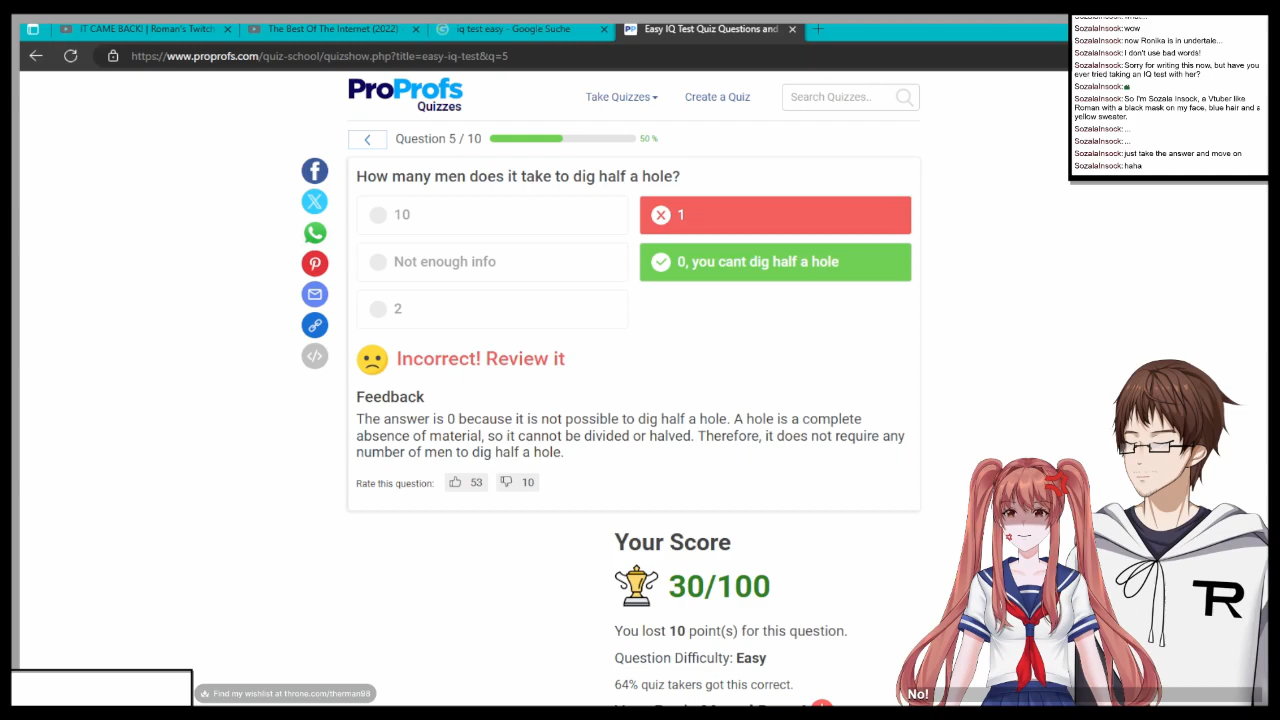 IT CAME BACK! | Roman's Twitch
The Best Of The Internet (2022)
iq test easy - Google Suche
Easy IQ Test Quiz Questions and
https://www.proprofs.com/quiz-school/quizshow.php?title=easy-iq-test&q=5
SozalaInsock: wow
SozalaInsock: now Ronika is in undertale...
SozalaInsock: I don't use bad words!
SozalaInsock: Sorry for writing this now, but have you
ever tried taking an IQ test with her?
SozalaInsock:
SozalaInsock: So I'm Sozala Insock, a Vtuber like
Roman with a black mask on my face, blue hair and a
yellow sweater.
SozalaInsock: ...
SozalaInsock: ...
SozalaInsock: just take the answer and move on
SozalaInsock: haha
ProProfs
Quizzes
Take Quizzes
Create a Quiz
Search Quizzes..
Question 5 / 10
50 %
How many men does it take to dig half a hole?
10
1
Not enough info
0, you cant dig half a hole
2
Incorrect! Review it
Feedback
The answer is 0 because it is not possible to dig half a hole. A hole is a complete
absence of material, so it cannot be divided or halved. Therefore, it does not require any
number of men to dig half a hole.
Rate this question:
53
10
Your Score
30/100
You lost 10 point(s) for this question.
Question Difficulty: Easy
64% quiz takers got this correct.
TR
No!
Find my wishlist at throne.com/therman98